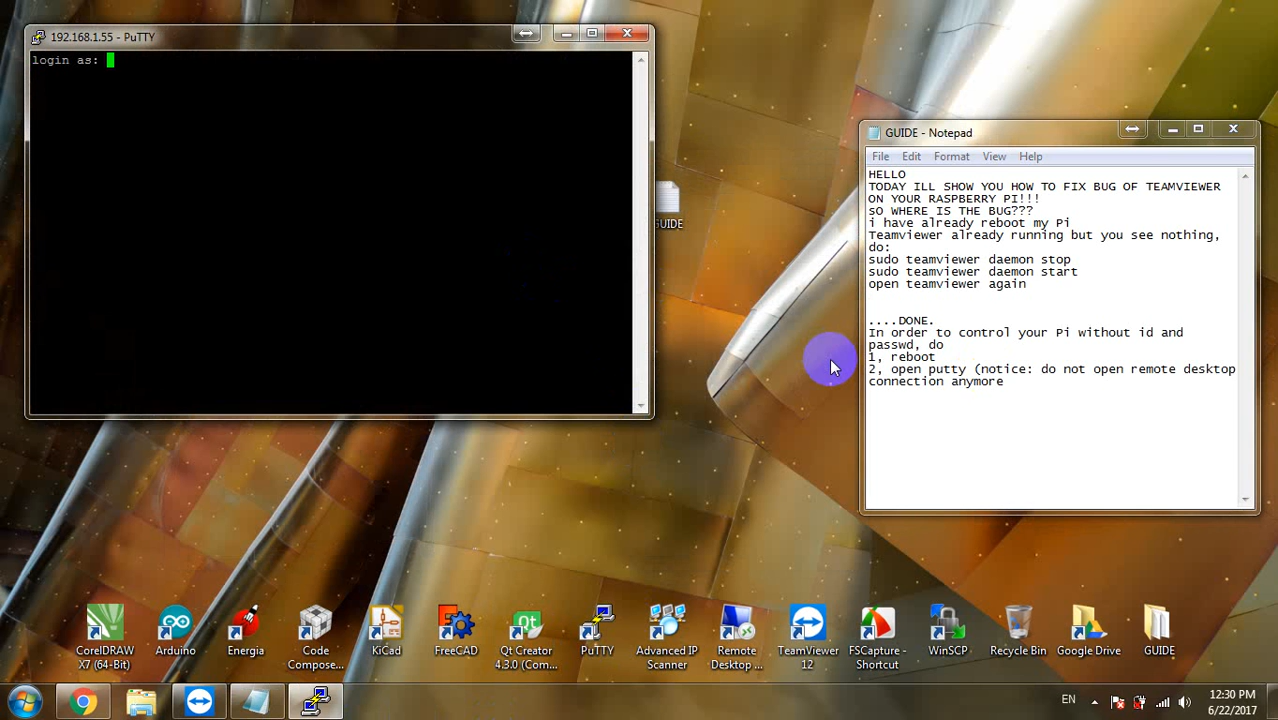 192.168.1.55 - PuTTY
login as:
GUIDE
GUIDE - Notepad
File Edit Format View Help
HELLO
TODAY ILL SHOW YOU HOW TO FIX BUG OF TEAMVIEWER
ON YOUR RASPBERRY PI!!!
SO WHERE IS THE BUG???
i have already reboot my Pi
Teamviewer already running but you see nothing,
do:
sudo teamviewer daemon stop
sudo teamviewer daemon start
open teamviewer again
....DONE.
In order to control your Pi without id and
passwd, do
1, reboot
2, open putty (notice: do not open remote desktop
connection anymore
CorelDRAW
X7 (64-Bit)
Arduino
Energia
Code
Compose...
KiCad
FreeCAD
Qt Creator
4.3.0 (Com...
PuTTY
Advanced IP
Scanner
Remote
Desktop ...
TeamViewer
12
FSCapture -
Shortcut
WinSCP
Recycle Bin
Google Drive
GUIDE
EN
12:30 PM
6/22/2017